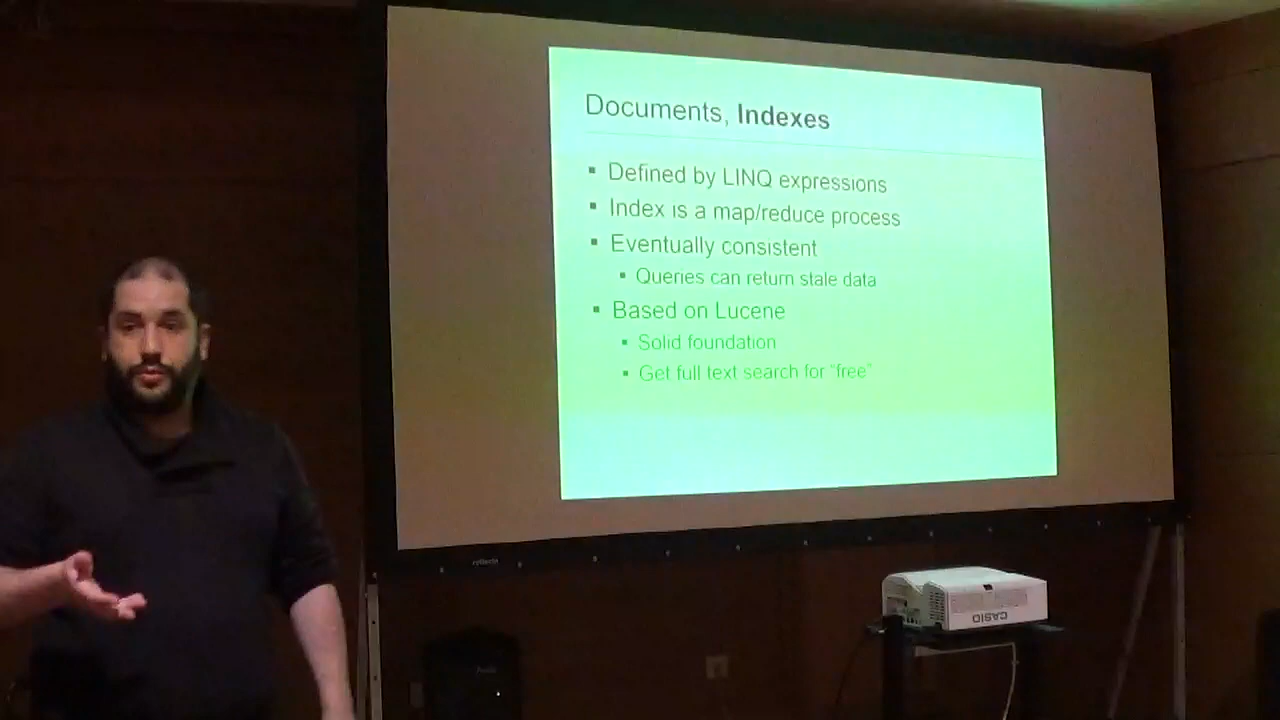 Documents, Indexes
▪ Defined by LINQ expressions
▪ Index is a map/reduce process
▪ Eventually consistent
▪ Queries can return stale data
▪ Based on Lucene
▪ Solid foundation
▪ Get full text search for “free”
CASIO